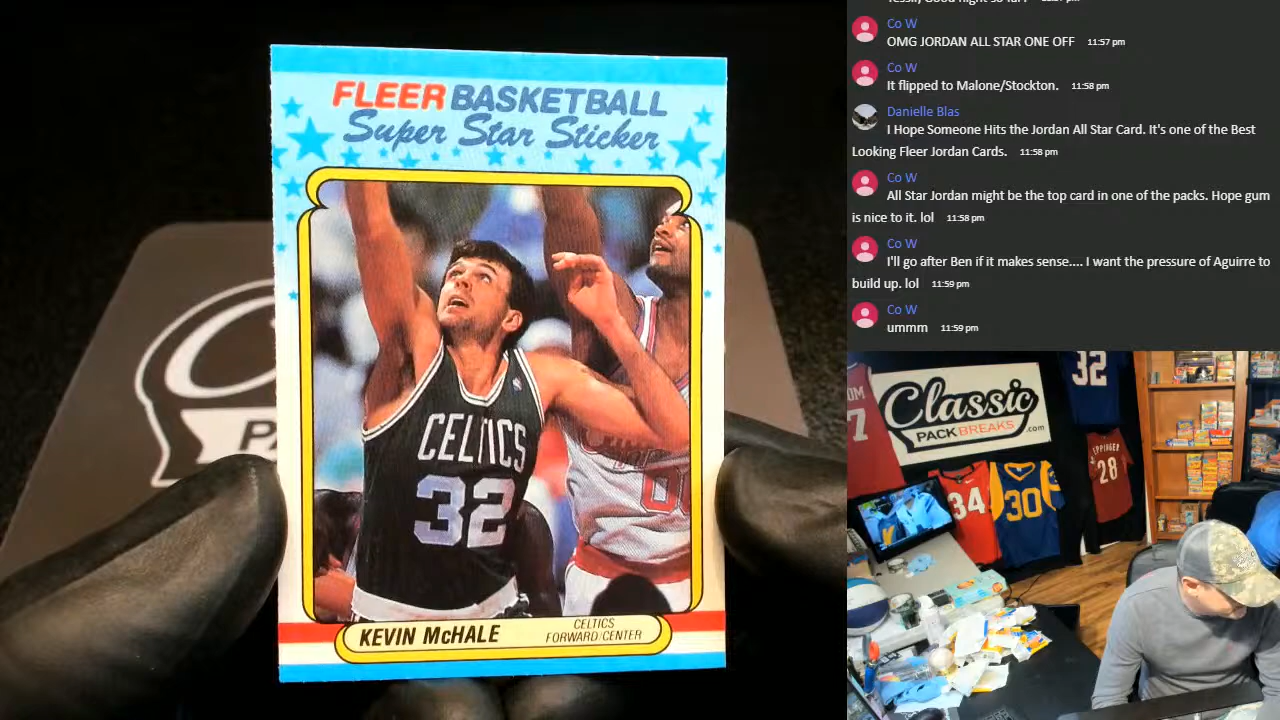 FLEER BASKETBALL
Super Star Sticker
CELTICS
32
KEVIN McHALE
CELTICS
FORWARD/CENTER
Co W
OMG JORDAN ALL STAR ONE OFF 11:57 pm
Co W
It flipped to Malone/Stockton. 11:58 pm
Danielle Blas
I Hope Someone Hits the Jordan All Star Card. It's one of the Best
Looking Fleer Jordan Cards. 11:58 pm
Co W
All Star Jordan might be the top card in one of the packs. Hope gum
is nice to it. lol 11:58 pm
Co W
I'll go after Ben if it makes sense.... I want the pressure of Aguirre to
build up. lol 11:59 pm
Co W
ummm 11:59 pm
32
7
Classic
PACKBREAKS.com
34
30
28